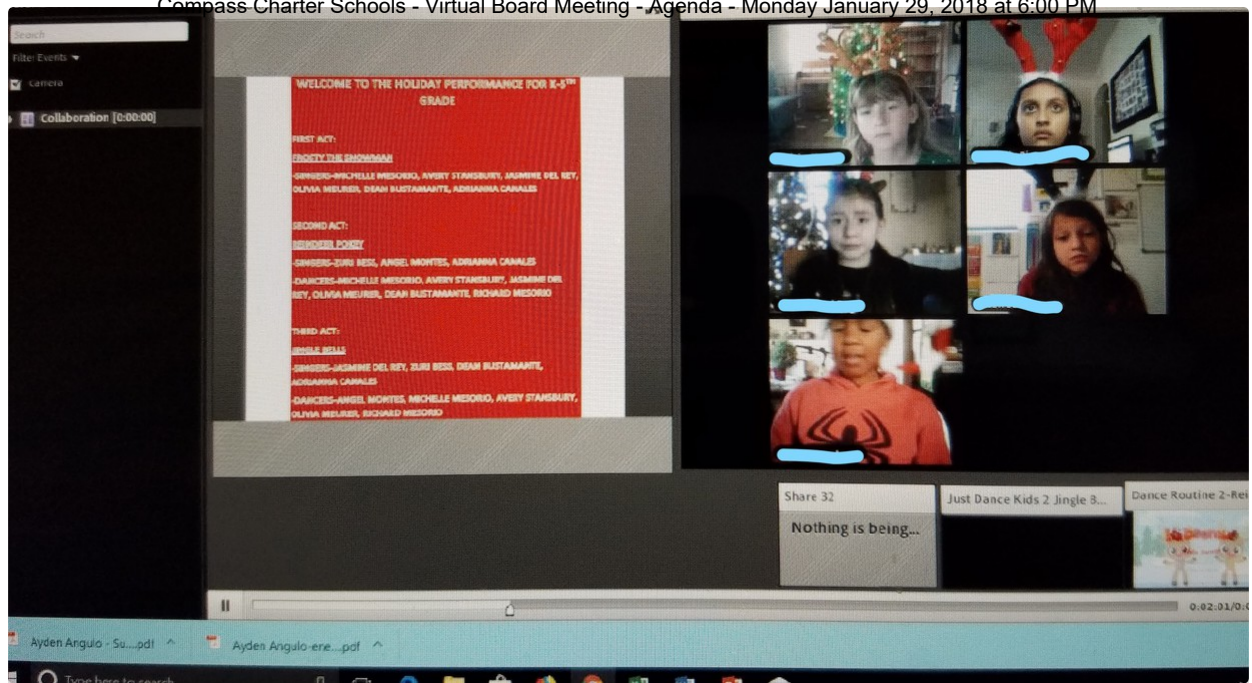 Compass Charter Schools - Virtual Board Meeting - Agenda - Monday January 29, 2018 at 6:00 PM
Search
Filter Events
Camera
Collaboration [0:00:00]
WELCOME TO THE HOLIDAY PERFORMANCE FOR K-5TH
GRADE
FIRST ACT:
FROSTY THE SNOWMAN
-SINGERS-MICHELLE MESORIO, AVERY STANSBURY, JASMINE DEL REY,
OLIVIA MEURER, DEAN BUSTAMANTE, ADRIANNA CANALES
SECOND ACT:
REINDEER POKEY
-SINGERS-ZURI BESS, ANGEL MONTES, ADRIANNA CANALES
-DANCERS-MICHELLE MESORIO, AVERY STANSBURY, JASMINE DEL
REY, OLIVIA MEURER, DEAN BUSTAMANTE, RICHARD MESORIO
THIRD ACT:
JINGLE BELLS
-SINGERS-JASMINE DEL REY, ZURI BESS, DEAN BUSTAMANTE,
ADRIANNA CANALES
-DANCERS-ANGEL MONTES, MICHELLE MESORIO, AVERY STANSBURY,
OLIVIA MEURER, RICHARD MESORIO
Share 32
Nothing is being...
Just Dance Kids 2 Jingle B...
Dance Routine 2-Rei
0:02:01/0:0
Ayden Angulo - Su....pdf
Ayden Angulo-ene....pdf
Type here to search